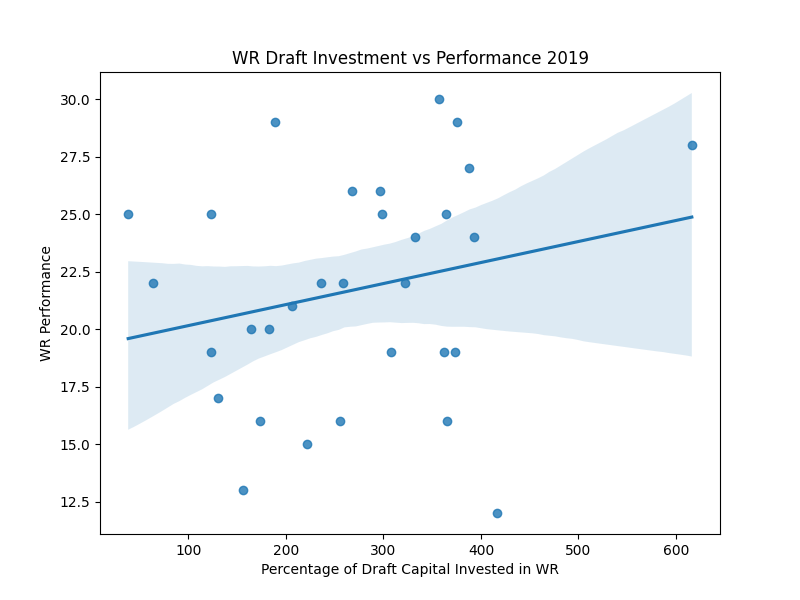 WR Draft Investment vs Performance 2019
30.0
27.5
25.0
22.5
20.0
17.5
15.0
12.5
WR Performance
100 200 300 400 500 600
Percentage of Draft Capital Invested in WR